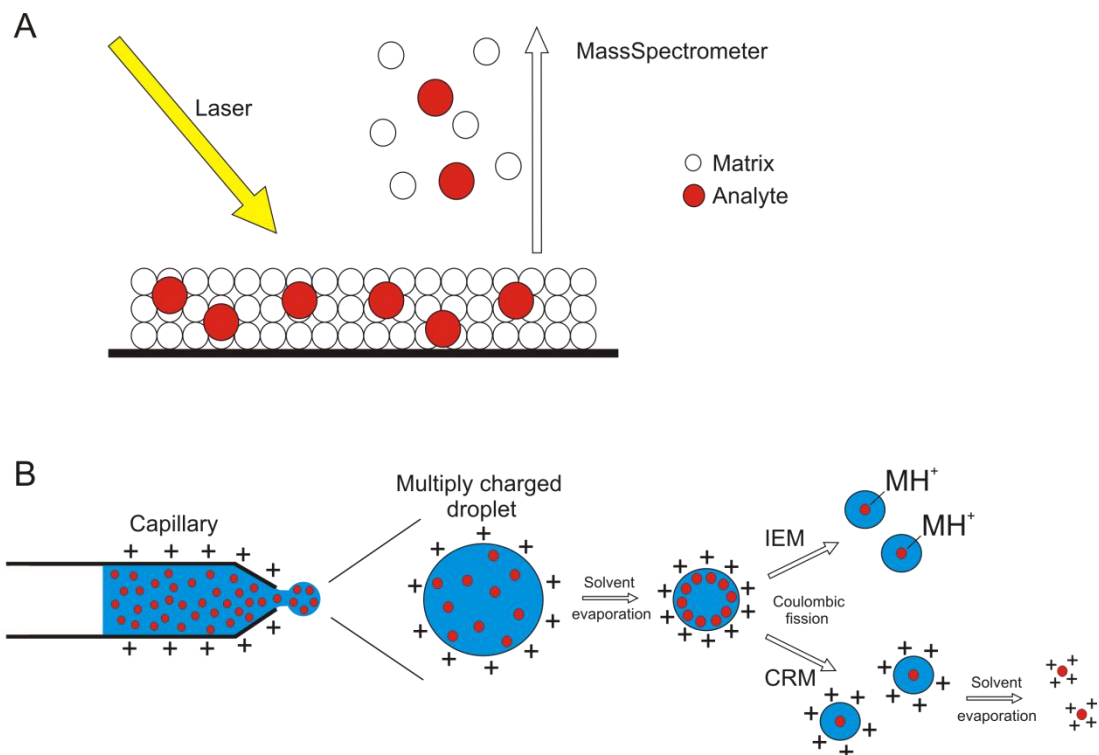 A
Laser
MassSpectrometer
Matrix
Analyte
B
Capillary
Multiply charged
droplet
Solvent
evaporation
IEM
MH⁺
MH⁺
Coulombic
fission
CRM
Solvent
evaporation